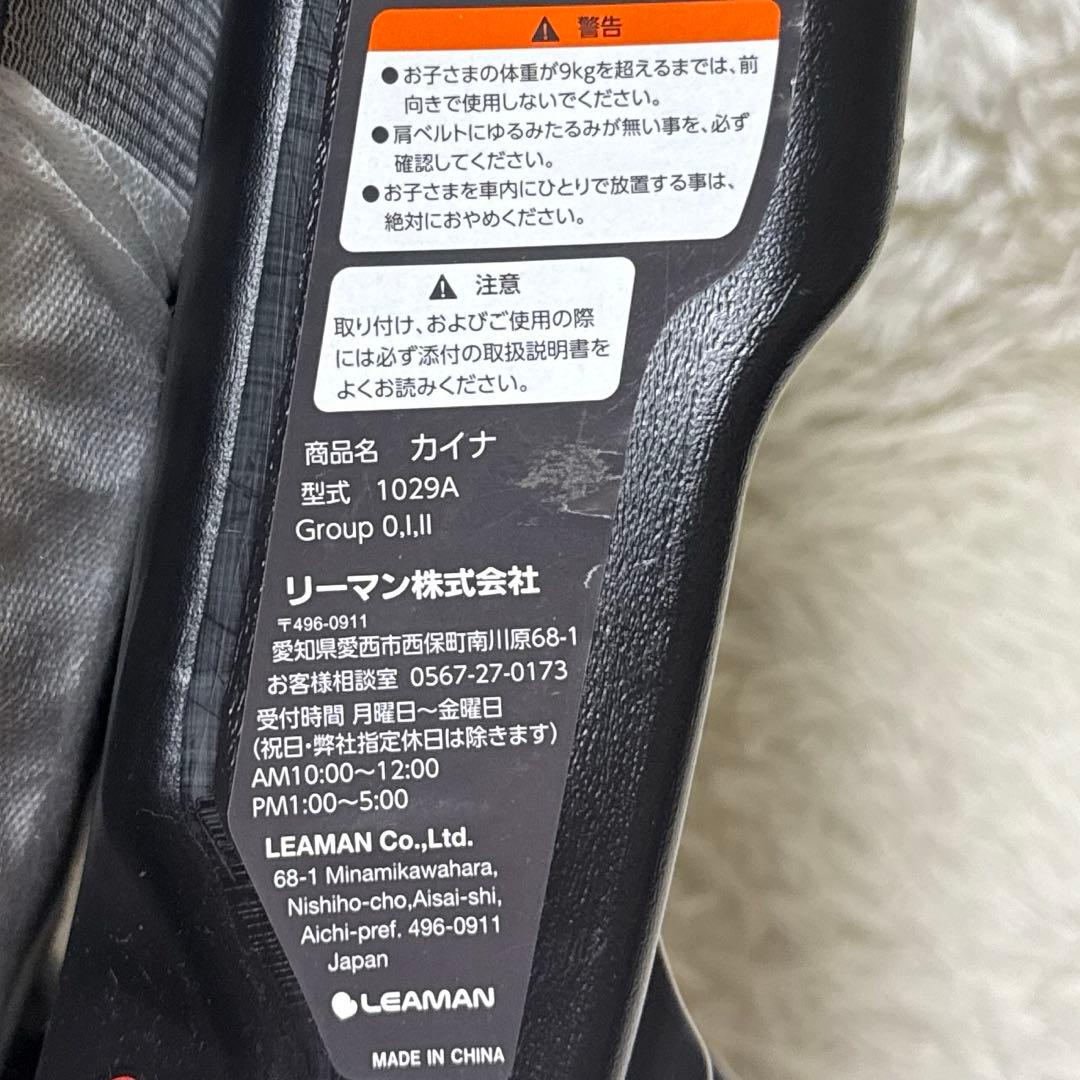 警告
●お子さまの体重が9kgを超えるまでは、前
向きで使用しないでください。
●肩ベルトにゆるみたるみが無い事を、必ず
確認してください。
●お子さまを車内にひとりで放置する事は、
絶対におやめください。
注意
取り付け、およびご使用の際
には必ず添付の取扱説明書を
よくお読みください。
商品名 カイナ
型式 1029A
Group 0,I,II
リーマン株式会社
〒496-0911
愛知県愛西市西保町南川原68-1
お客様相談室 0567-27-0173
受付時間 月曜日〜金曜日
(祝日・弊社指定休日は除きます)
AM10:00〜12:00
PM1:00〜5:00
LEAMAN Co.,Ltd.
68-1 Minamikawahara,
Nishiho-cho,Aisai-shi,
Aichi-pref. 496-0911
Japan
LEAMAN
MADE IN CHINA